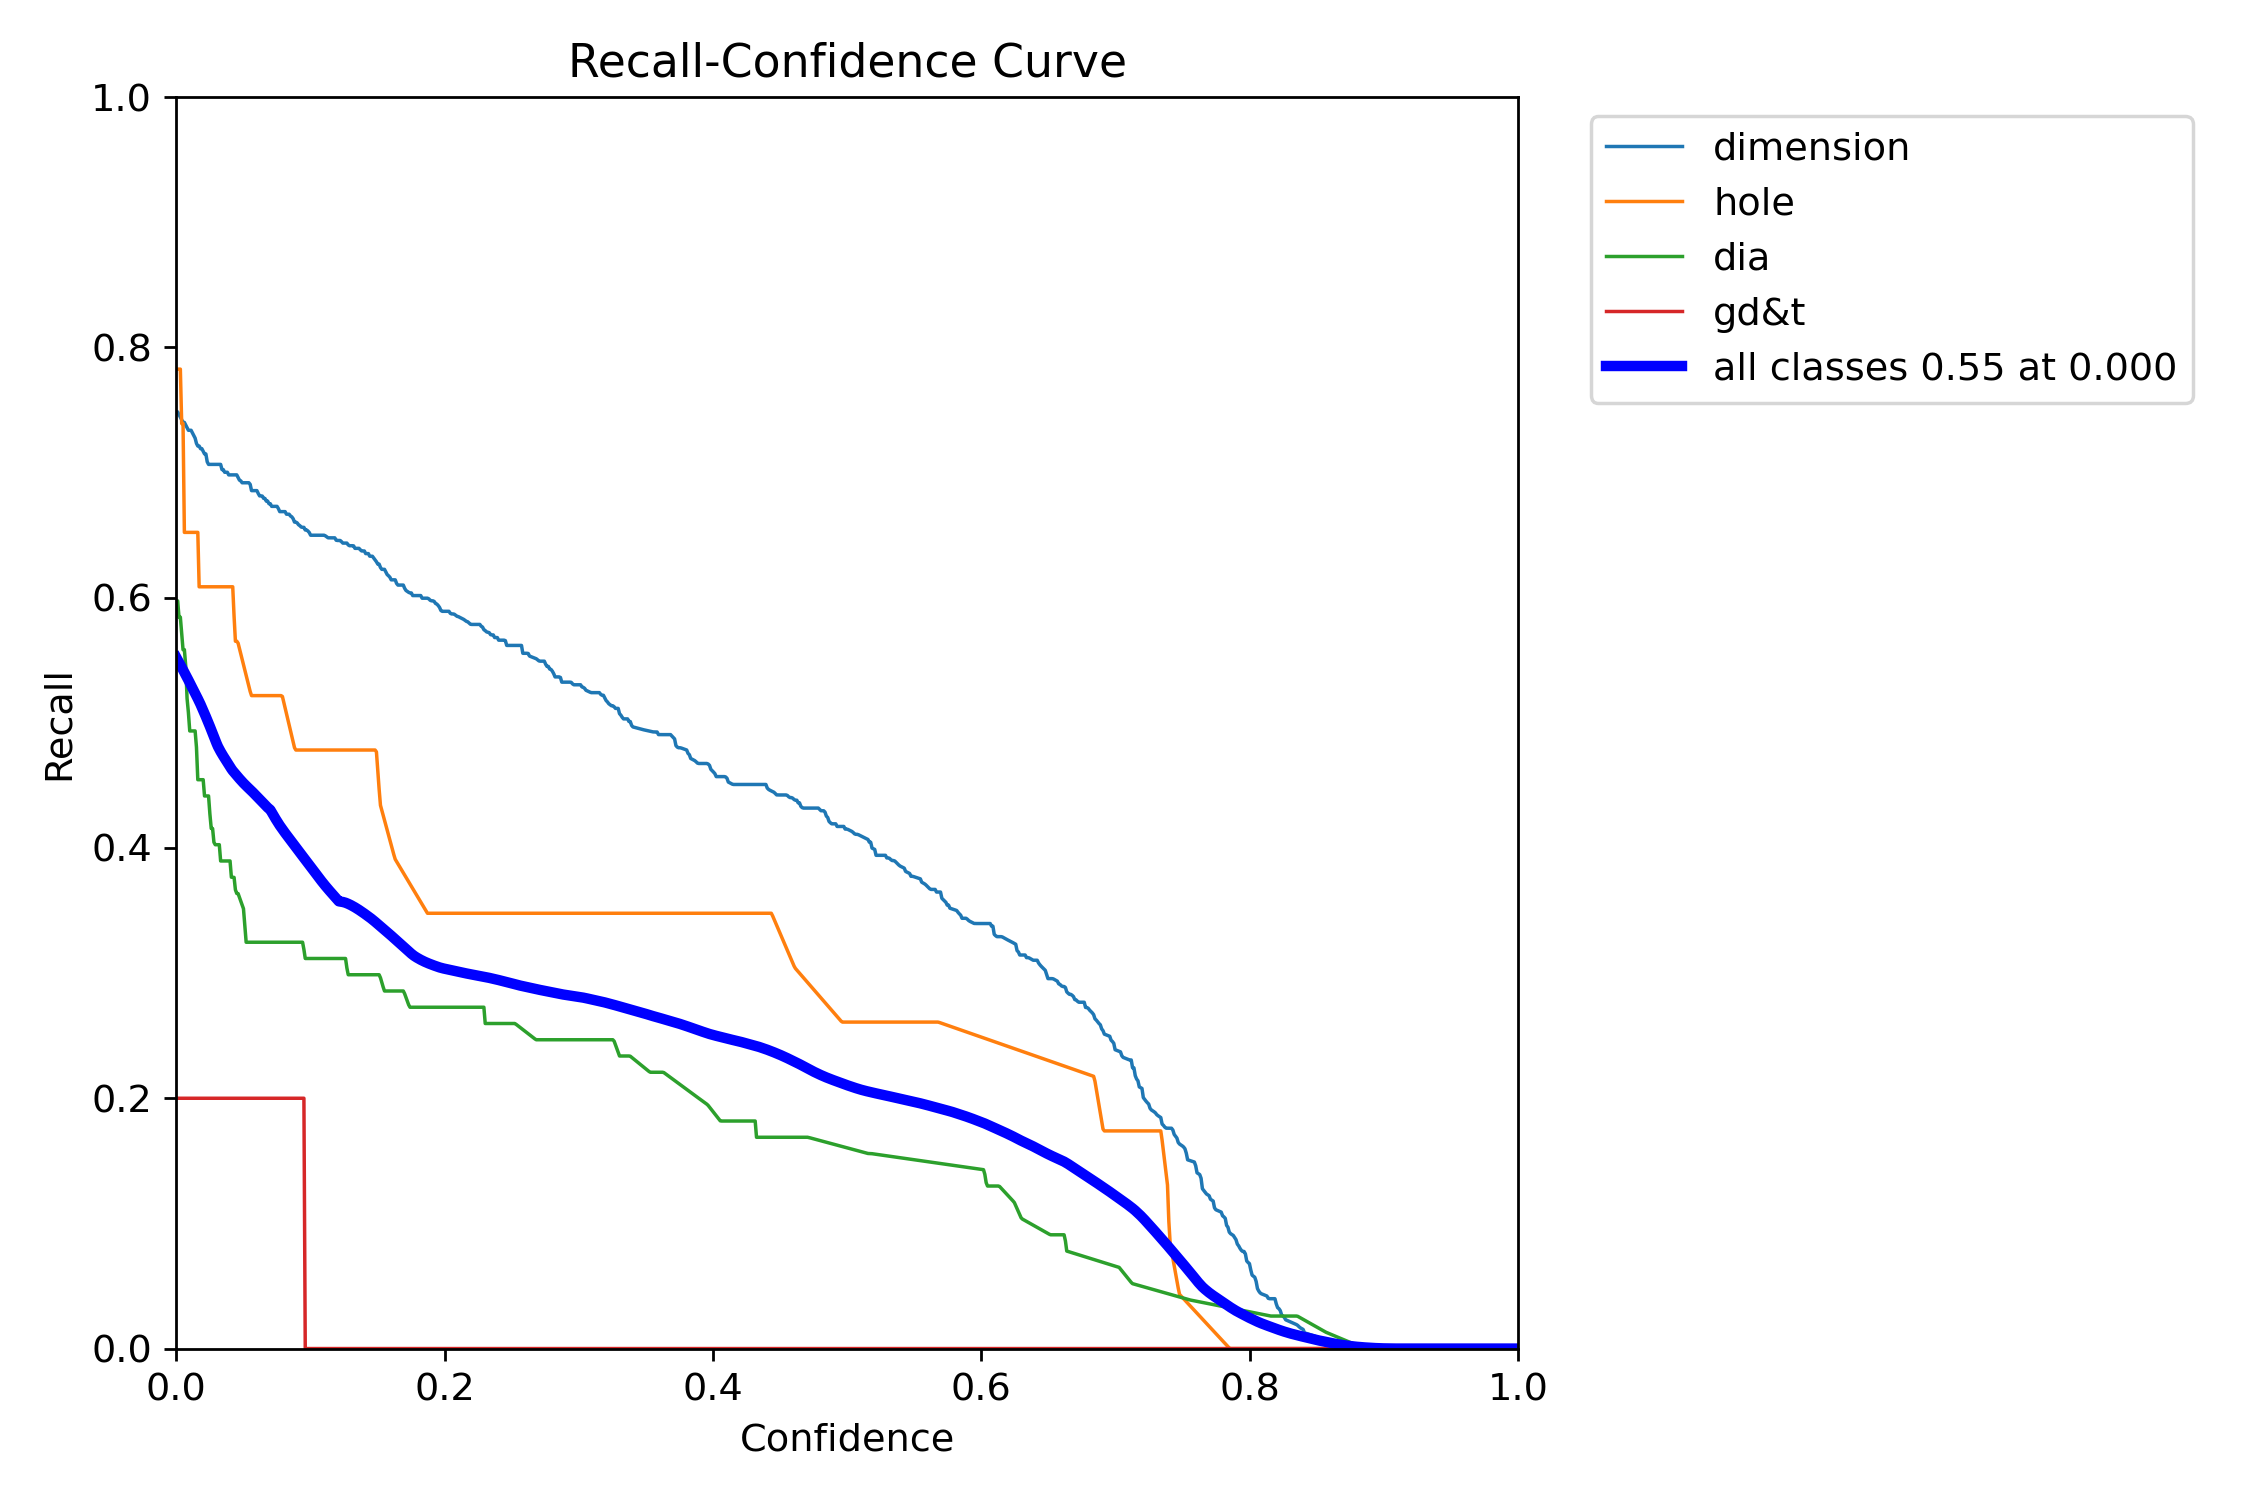 Recall-Confidence Curve
1.0
0.8
0.6
0.4
0.2
0.0
Recall
0.0 0.2 0.4 0.6 0.8 1.0
Confidence
dimension
hole
dia
gd&t
all classes 0.55 at 0.000